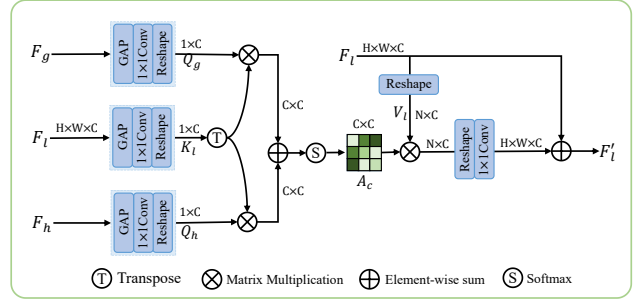 F_g
GAP
1×1Conv
Reshape
1×C
Q_g
C×C
F_l
H×W×C
GAP
1×1Conv
Reshape
1×C
K_l
T
F_h
GAP
1×1Conv
Reshape
1×C
Q_h
C×C
S
C×C
A_c
F_l
H×W×C
Reshape
V_l
N×C
N×C
Reshape
1×1Conv
H×W×C
F_l'
T Transpose
Matrix Multiplication
Element-wise sum
S Softmax